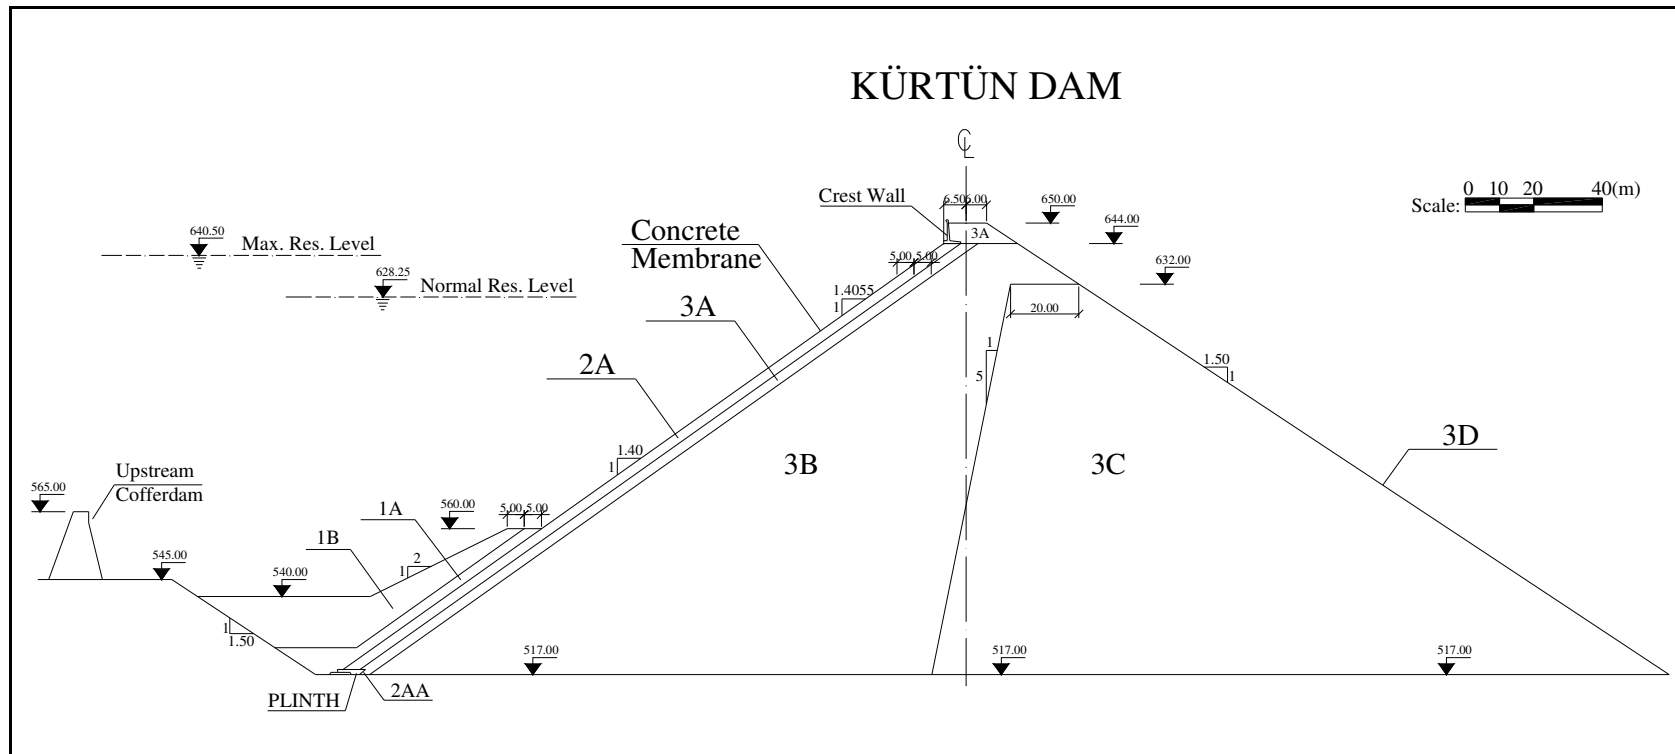 KÜRTÜN DAM
CL
0 10 20 40(m)
Scale:
Crest Wall
6.50 6.00
650.00
644.00
3A
632.00
20.00
640.50
Max. Res. Level
628.25
Normal Res. Level
Concrete
Membrane
5.00 5.00
1.4055
1
3A
2A
1
5
1.50
1
1.40
1
3B
3C
3D
Upstream
Cofferdam
565.00
560.00
5.00 5.00
1A
1B
2
1
545.00
540.00
1
1.50
517.00
517.00
517.00
PLINTH
2AA